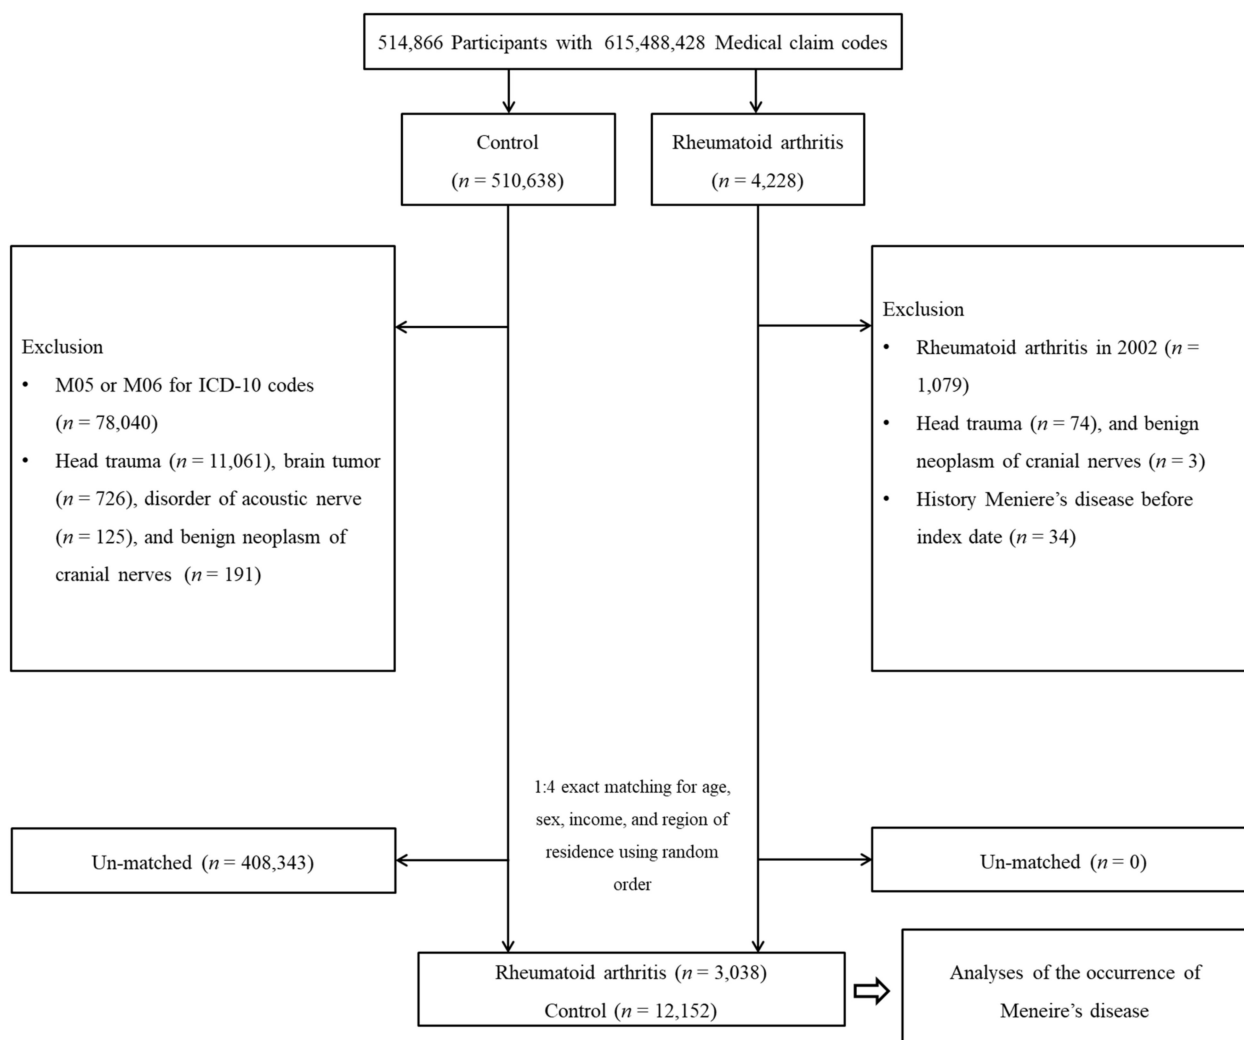 514,866 Participants with 615,488,428 Medical claim codes
Control
(n = 510,638)
Rheumatoid arthritis
(n = 4,228)
Exclusion
• M05 or M06 for ICD-10 codes
(n = 78,040)
• Head trauma (n = 11,061), brain tumor
(n = 726), disorder of acoustic nerve
(n = 125), and benign neoplasm of
cranial nerves (n = 191)
Exclusion
• Rheumatoid arthritis in 2002 (n =
1,079)
• Head trauma (n = 74), and benign
neoplasm of cranial nerves (n = 3)
• History Meniere’s disease before
index date (n = 34)
1:4 exact matching for age,
sex, income, and region of
residence using random
order
Un-matched (n = 408,343)
Un-matched (n = 0)
Rheumatoid arthritis (n = 3,038)
Control (n = 12,152)
Analyses of the occurrence of
Meneire’s disease